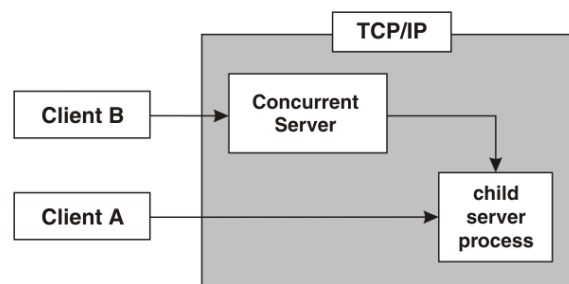 TCP/IP
Client B
Concurrent
Server
Client A
child
server
process